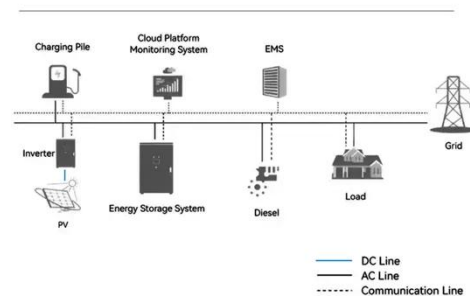 Charging Pile
Cloud Platform
Monitoring System
EMS
Grid
Inverter
PV
Energy Storage System
Diesel
Load
DC Line
AC Line
Communication Line